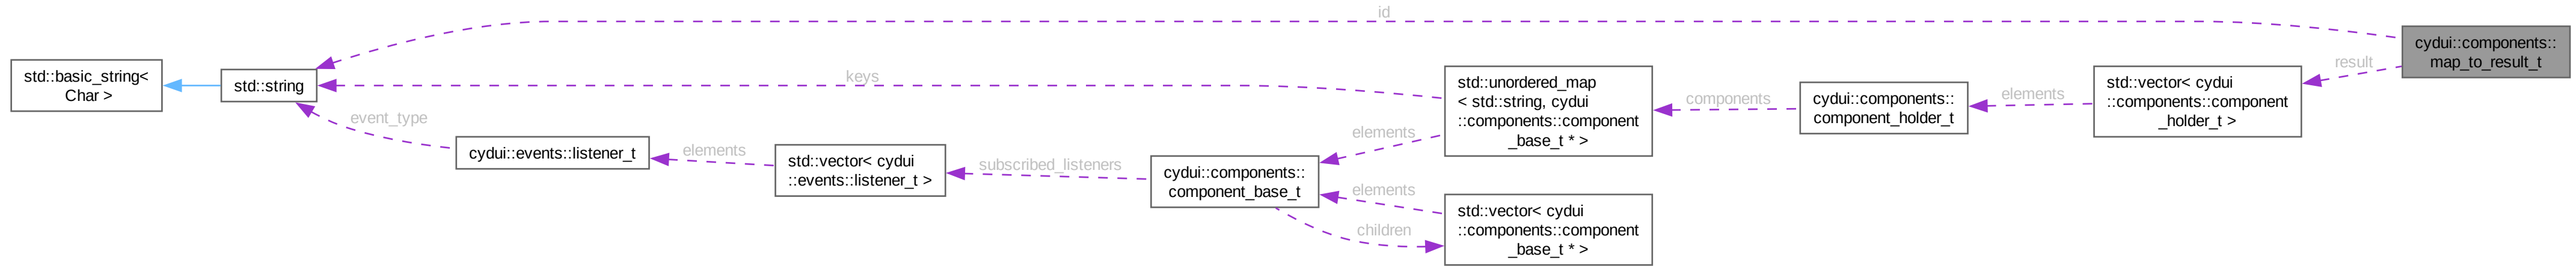 id
cydui::components::
map_to_result_t
std::basic_string<
Char >
std::string
keys
std::unordered_map
< std::string, cydui
::components::component
_base_t * >
components
cydui::components::
component_holder_t
elements
std::vector< cydui
::components::component
_holder_t >
result
event_type
cydui::events::listener_t
elements
std::vector< cydui
::events::listener_t >
subscribed_listeners
cydui::components::
component_base_t
elements
elements
children
std::vector< cydui
::components::component
_base_t * >